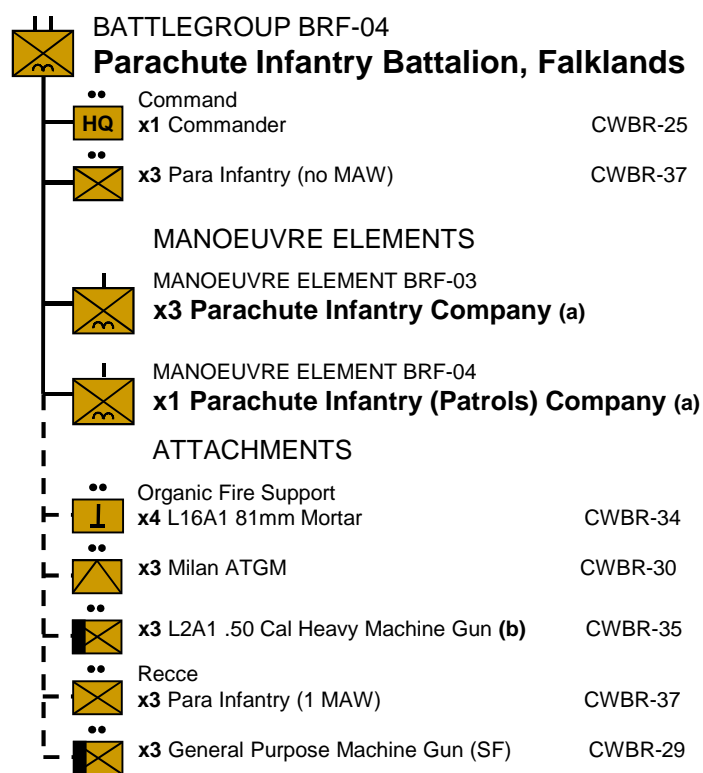 BATTLEGROUP BRF-04
Parachute Infantry Battalion, Falklands
Command
HQ x1 Commander CWBR-25
x3 Para Infantry (no MAW) CWBR-37
MANOEUVRE ELEMENTS
MANOEUVRE ELEMENT BRF-03
x3 Parachute Infantry Company (a)
MANOEUVRE ELEMENT BRF-04
x1 Parachute Infantry (Patrols) Company (a)
ATTACHMENTS
Organic Fire Support
x4 L16A1 81mm Mortar CWBR-34
x3 Milan ATGM CWBR-30
x3 L2A1 .50 Cal Heavy Machine Gun (b) CWBR-35
Recce
x3 Para Infantry (1 MAW) CWBR-37
x3 General Purpose Machine Gun (SF) CWBR-29